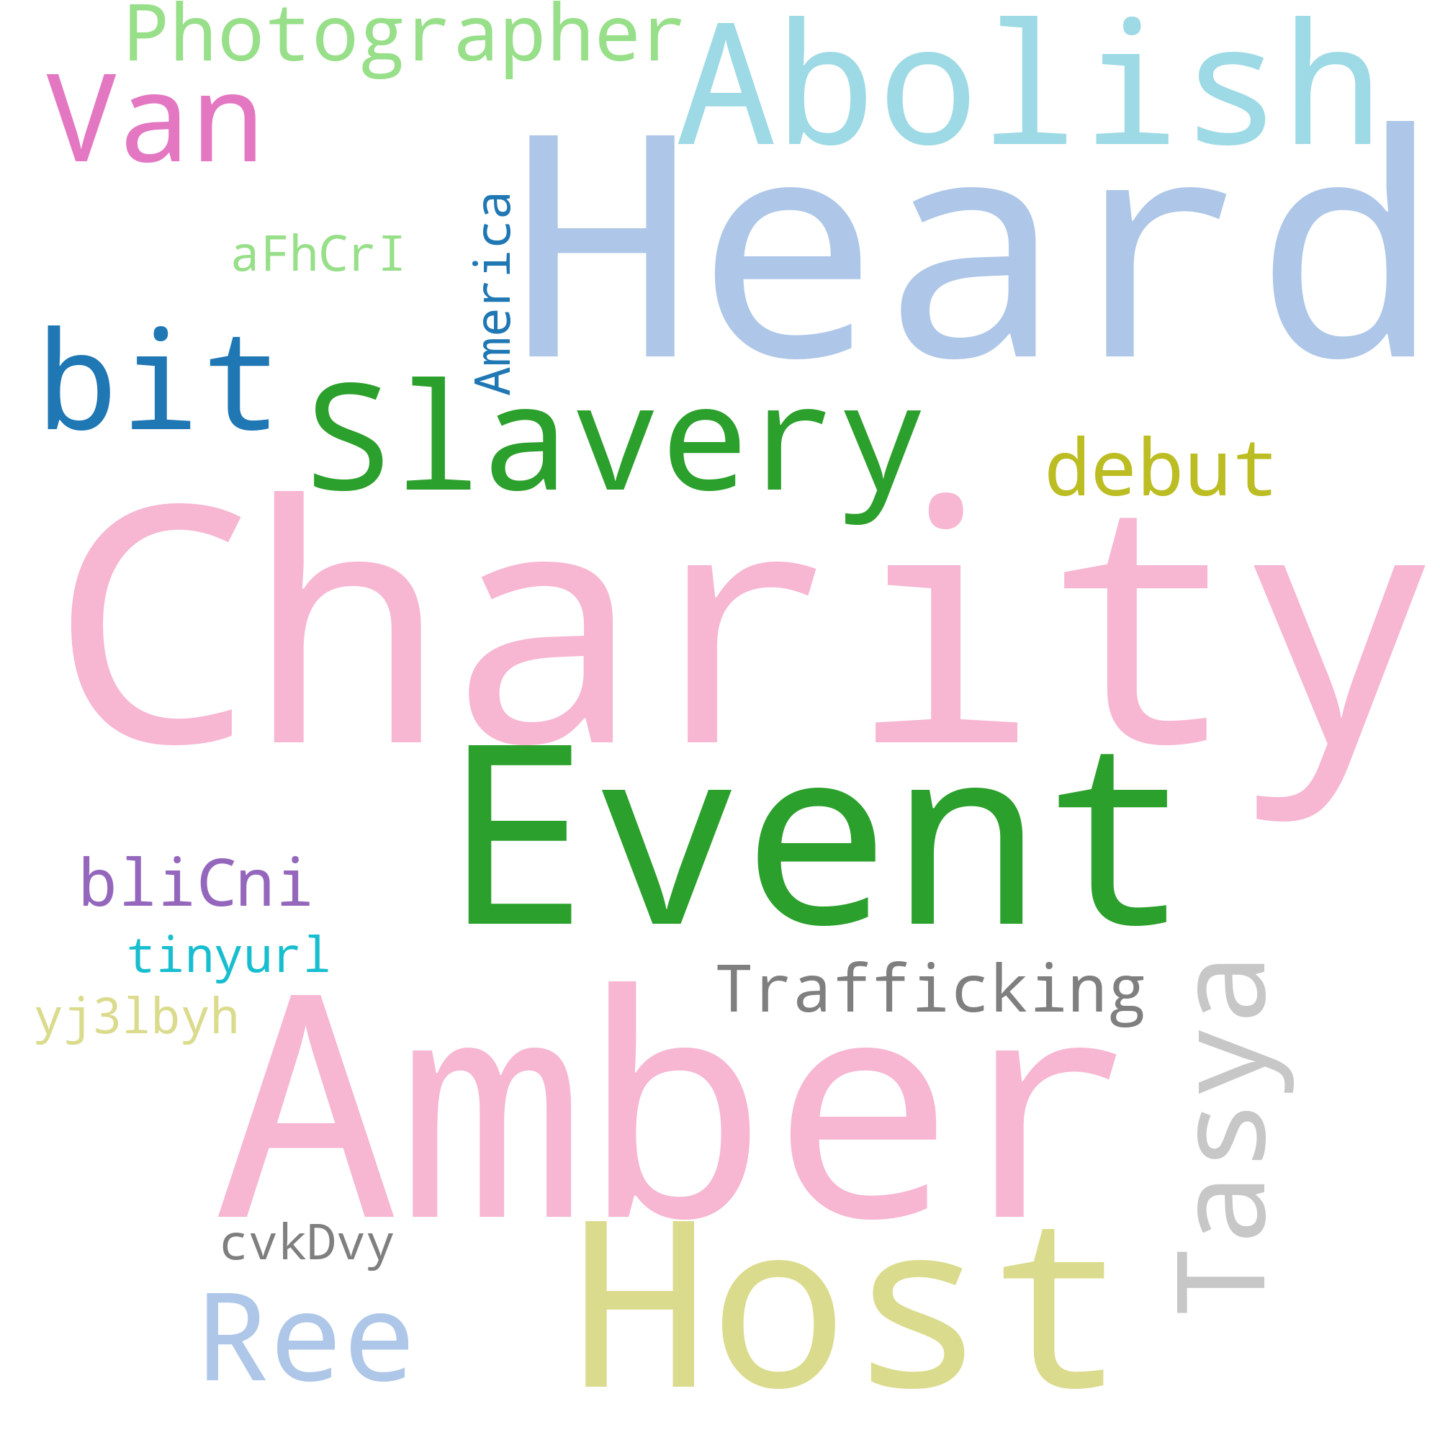 Photographer
Abolish
Van
Heard
America
aFhCrI
bit
Slavery
debut
Charity
Event
bliCni
tinyurl
Trafficking
Tasya
yj3lbyh
Amber
cvkDvy
Host
Ree